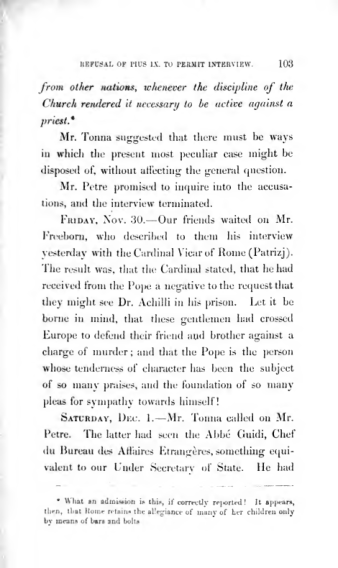 REFUSAL OF PIUS IX. TO PERMIT INTERVIEW. 103
from other nations, whenever the discipline of the
Church rendered it necessary to be active against a
priest.*
Mr. Tonna suggested that there must be ways
in which the present most peculiar case might be
disposed of, without affecting the general question.
Mr. Petre promised to inquire into the accusa-
tions, and the interview terminated.
FRIDAY, Nov. 30.—Our friends waited on Mr.
Freeborn, who described to them his interview
yesterday with the Cardinal Vicar of Rome (Patrizj).
The result was, that the Cardinal stated, that he had
received from the Pope a negative to the request that
they might see Dr. Achilli in his prison. Let it be
borne in mind, that these gentlemen had crossed
Europe to defend their friend and brother against a
charge of murder; and that the Pope is the person
whose tenderness of character has been the subject
of so many praises, and the foundation of so many
pleas for sympathy towards himself!
SATURDAY, DEC. 1.—Mr. Tonna called on Mr.
Petre. The latter had seen the Abbé Guidi, Chef
du Bureau des Affaires Etrangères, something equi-
valent to our Under Secretary of State. He had
* What an admission is this, if correctly reported! It appears,
then, that Rome retains the allegiance of many of her children only
by means of bars and bolts